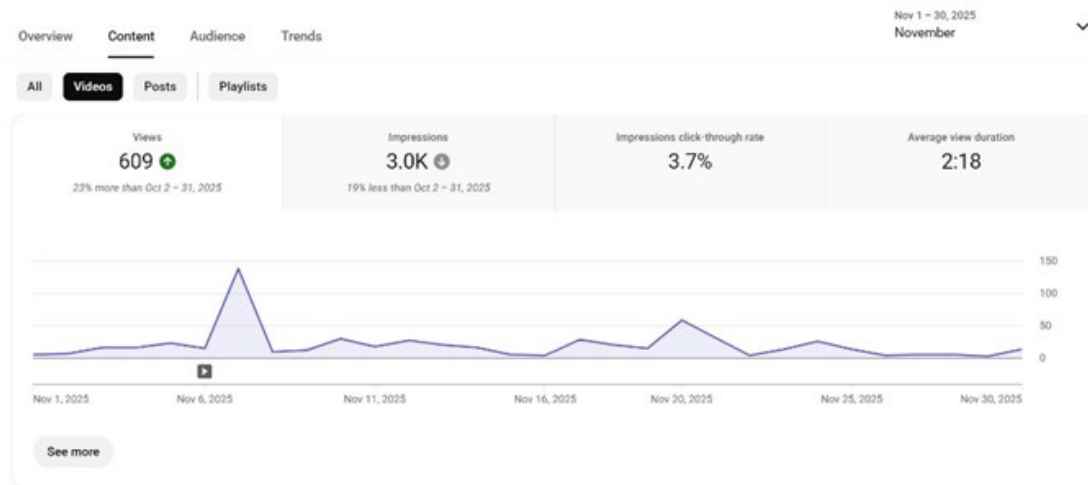 Nov 1 – 30, 2025
November
Overview Content Audience Trends
All Videos Posts Playlists
Views
609
23% more than Oct 2 – 31, 2025
Impressions
3.0K
19% less than Oct 2 – 31, 2025
Impressions click-through rate
3.7%
Average view duration
2:18
150
100
50
0
Nov 1, 2025 Nov 6, 2025 Nov 11, 2025 Nov 16, 2025 Nov 20, 2025 Nov 25, 2025 Nov 30, 2025
See more